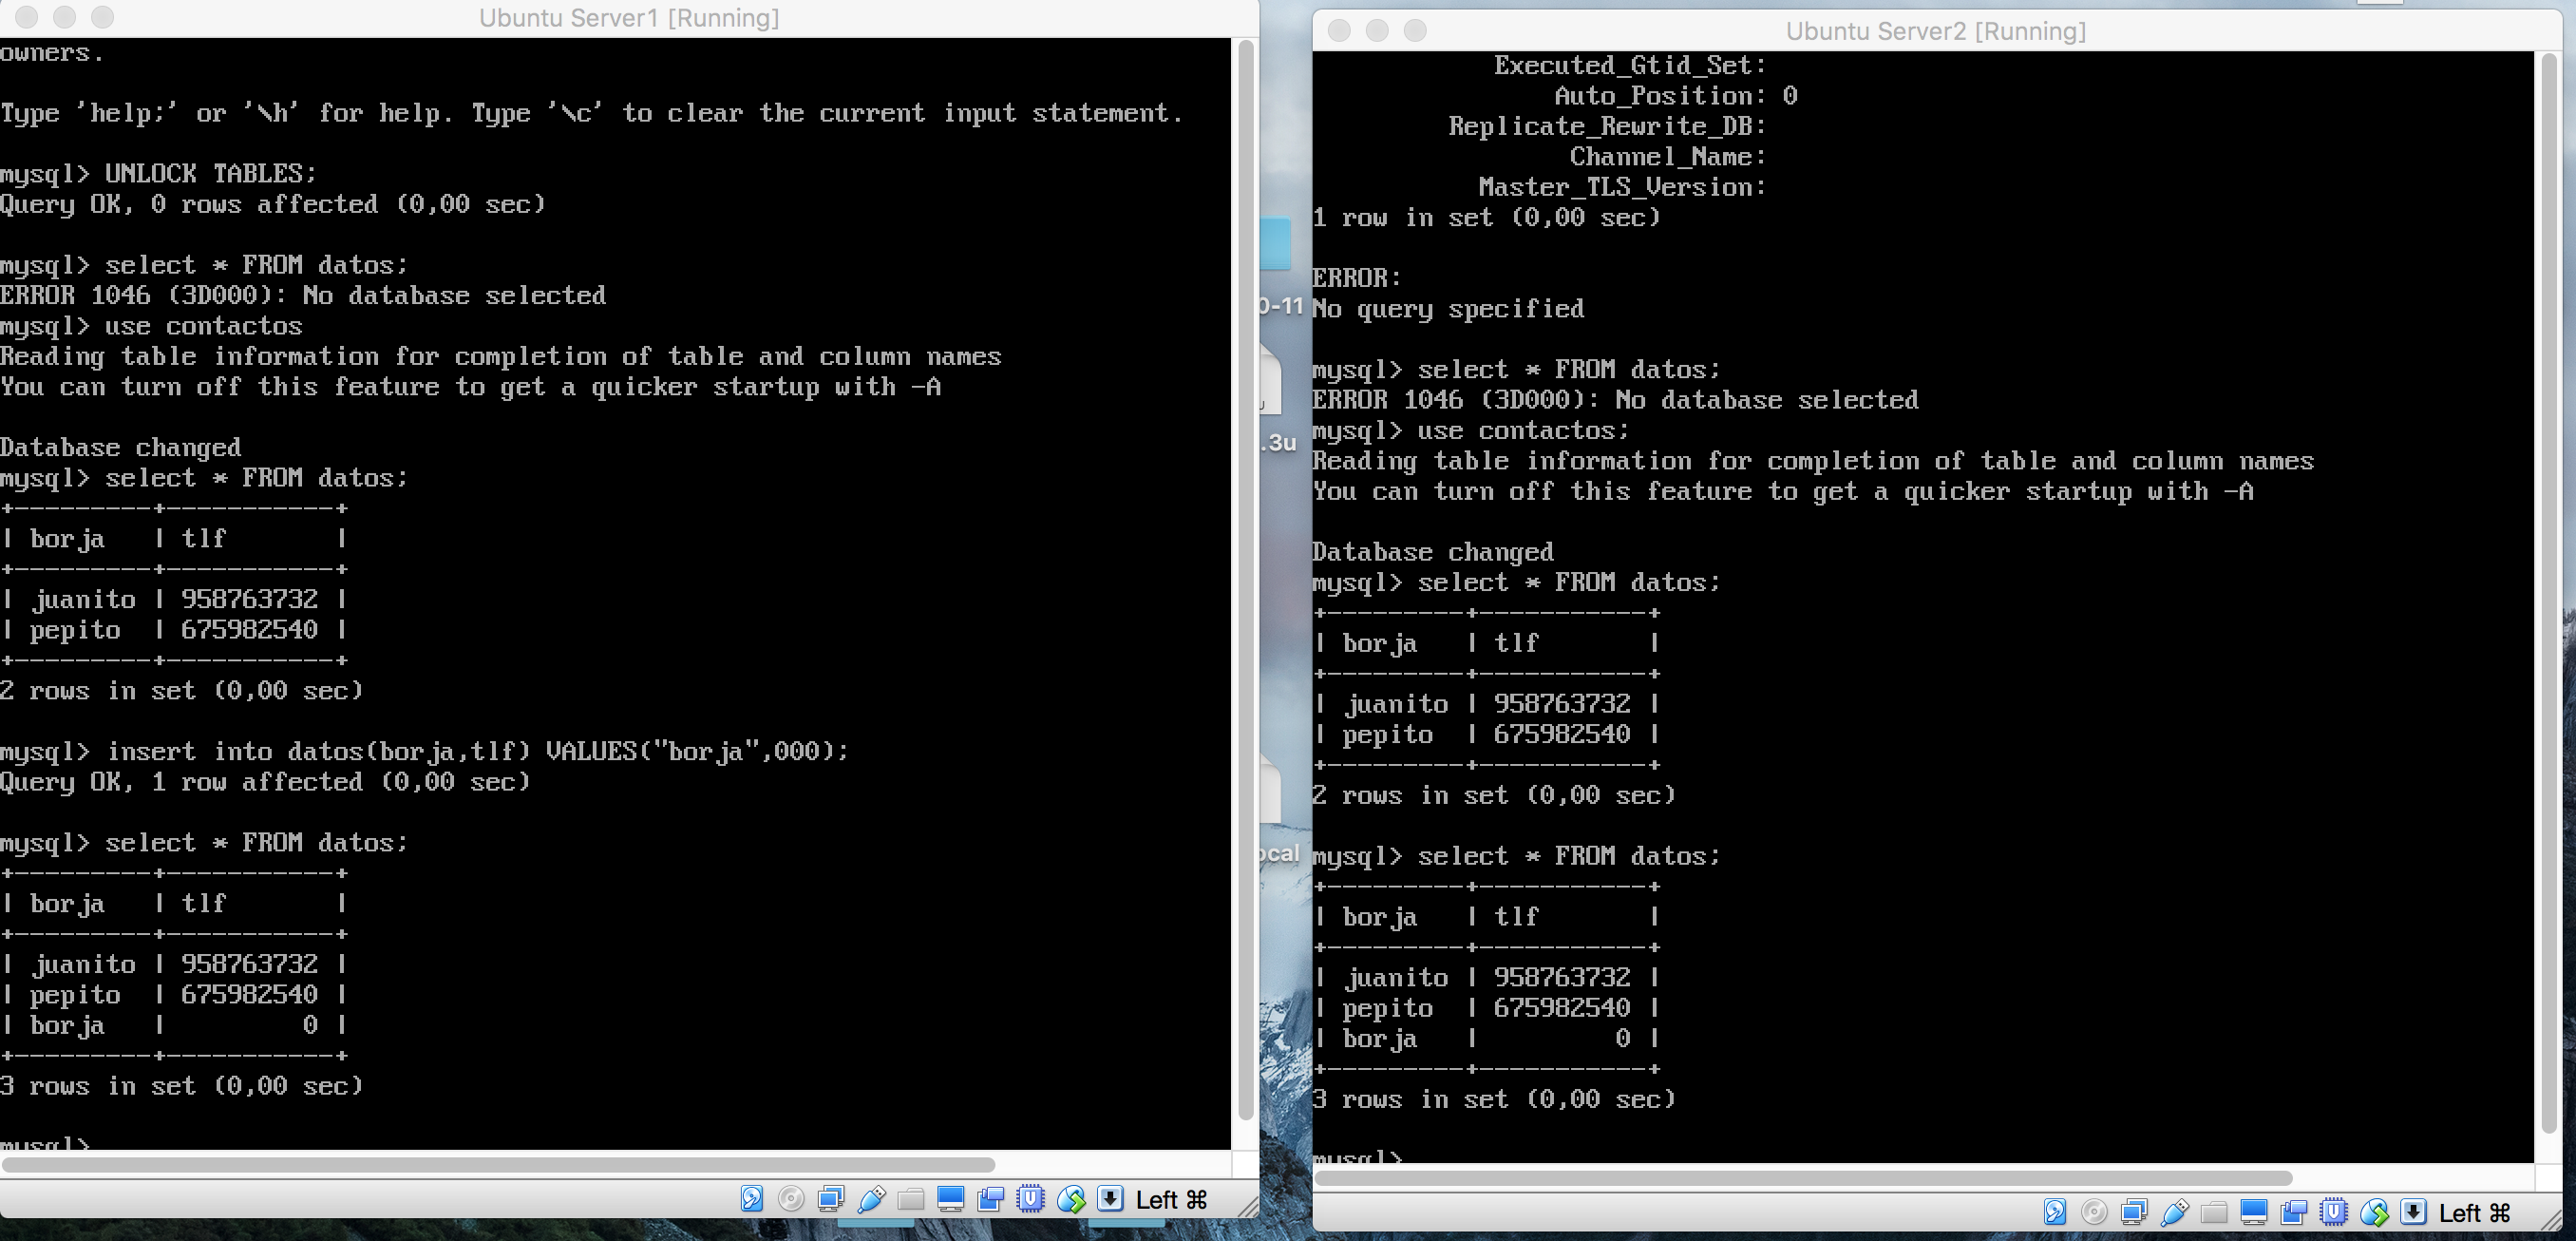 Ubuntu Server1 [Running]
owners.
Type 'help;' or '\h' for help. Type '\c' to clear the current input statement.
mysql> UNLOCK TABLES;
Query OK, 0 rows affected (0,00 sec)
mysql> select * FROM datos;
ERROR 1046 (3D000): No database selected
mysql> use contactos
Reading table information for completion of table and column names
You can turn off this feature to get a quicker startup with -A
Database changed
mysql> select * FROM datos;
+---------+-----------+
| borja   | tlf       |
+---------+-----------+
| juanito | 958763732 |
| pepito  | 675982540 |
+---------+-----------+
2 rows in set (0,00 sec)
mysql> insert into datos(borja,tlf) VALUES("borja",000);
Query OK, 1 row affected (0,00 sec)
mysql> select * FROM datos;
+---------+-----------+
| borja   | tlf       |
+---------+-----------+
| juanito | 958763732 |
| pepito  | 675982540 |
| borja   |         0 |
+---------+-----------+
3 rows in set (0,00 sec)
mysql>
Left ⌘
0-11
.3u
ocal
Ubuntu Server2 [Running]
Executed_Gtid_Set:
Auto_Position: 0
Replicate_Rewrite_DB:
Channel_Name:
Master_TLS_Version:
1 row in set (0,00 sec)
ERROR:
No query specified
mysql> select * FROM datos;
ERROR 1046 (3D000): No database selected
mysql> use contactos;
Reading table information for completion of table and column names
You can turn off this feature to get a quicker startup with -A
Database changed
mysql> select * FROM datos;
+---------+-----------+
| borja   | tlf       |
+---------+-----------+
| juanito | 958763732 |
| pepito  | 675982540 |
+---------+-----------+
2 rows in set (0,00 sec)
mysql> select * FROM datos;
+---------+-----------+
| borja   | tlf       |
+---------+-----------+
| juanito | 958763732 |
| pepito  | 675982540 |
| borja   |         0 |
+---------+-----------+
3 rows in set (0,00 sec)
mysql>
Left ⌘